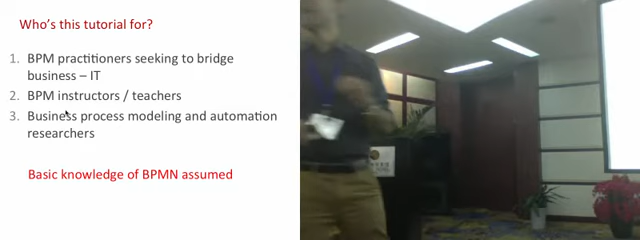 Who's this tutorial for?
1. BPM practitioners seeking to bridge
business – IT
2. BPM instructors / teachers
3. Business process modeling and automation
researchers
Basic knowledge of BPMN assumed